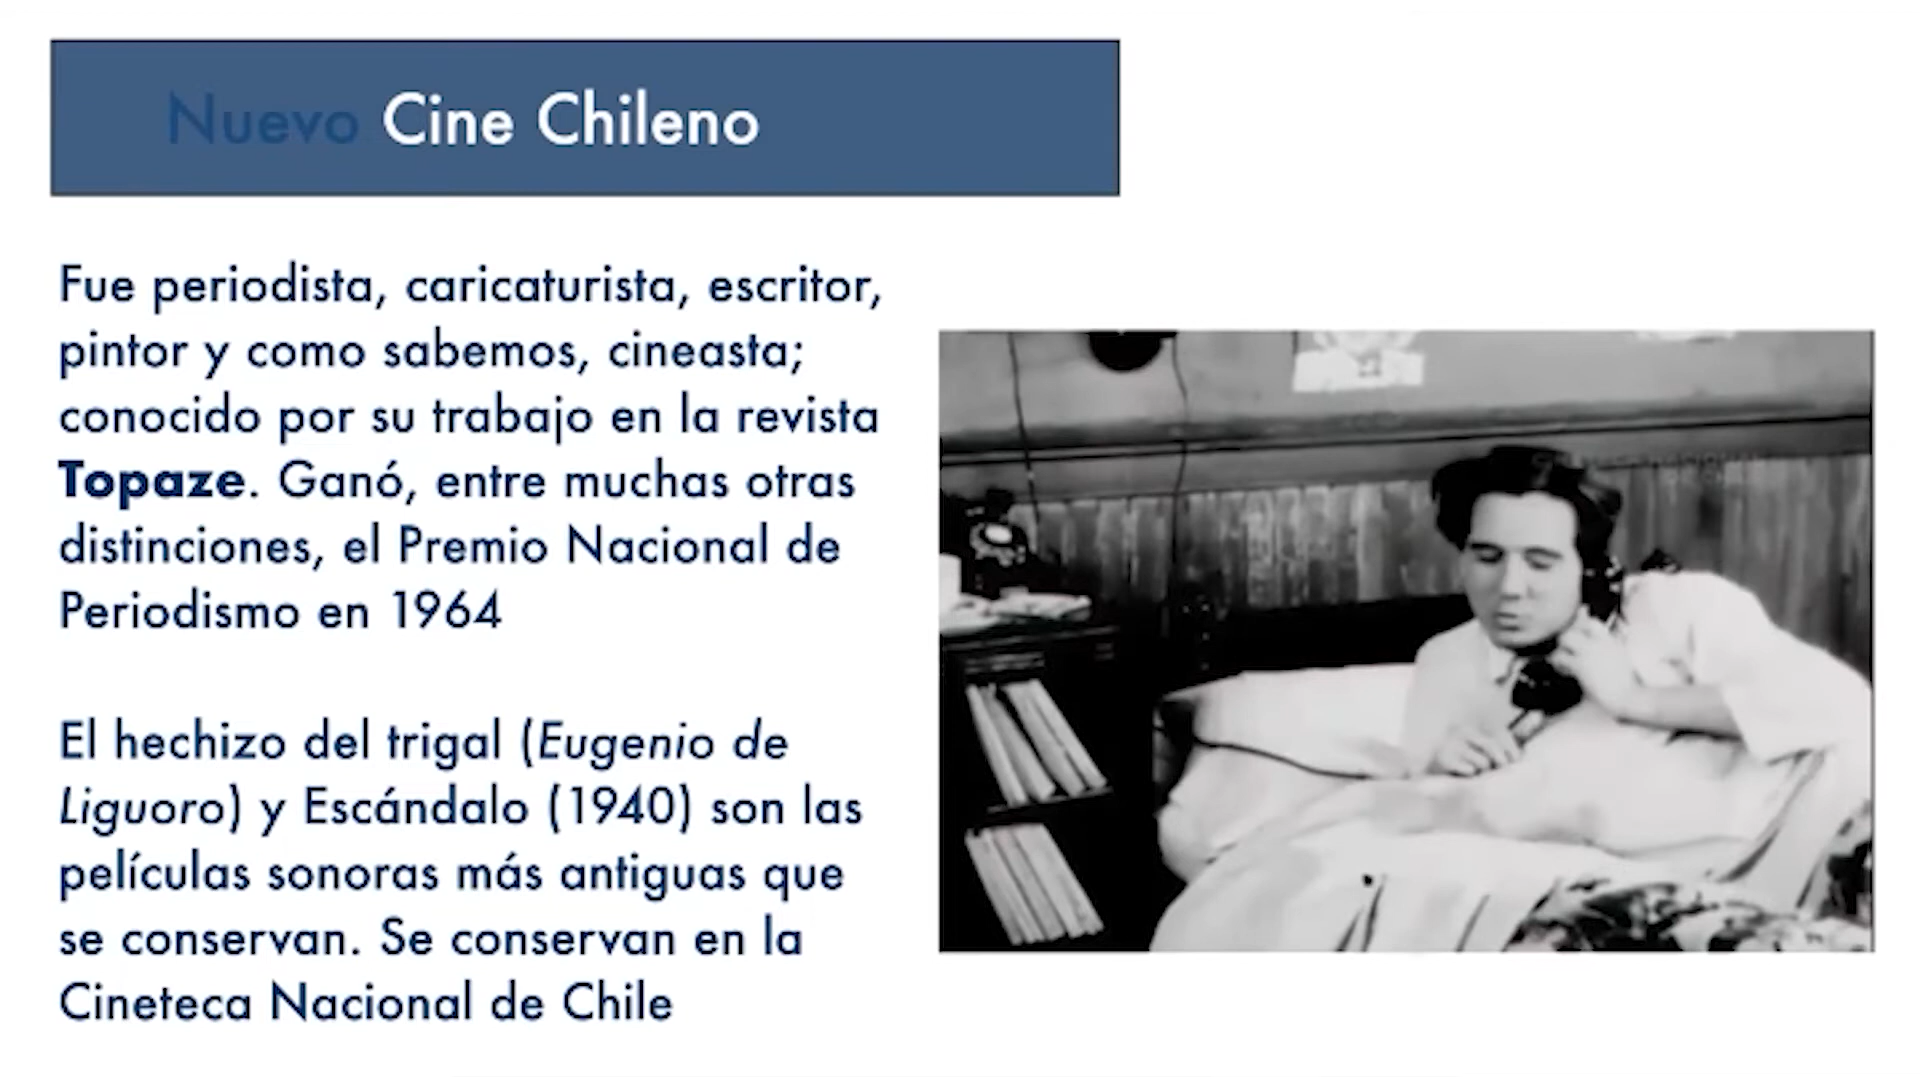 Nuevo Cine Chileno
Fue periodista, caricaturista, escritor,
pintor y como sabemos, cineasta;
conocido por su trabajo en la revista
Topaze. Ganó, entre muchas otras
distinciones, el Premio Nacional de
Periodismo en 1964
El hechizo del trigal (Eugenio de
Liguoro) y Escándalo (1940) son las
películas sonoras más antiguas que
se conservan. Se conservan en la
Cineteca Nacional de Chile